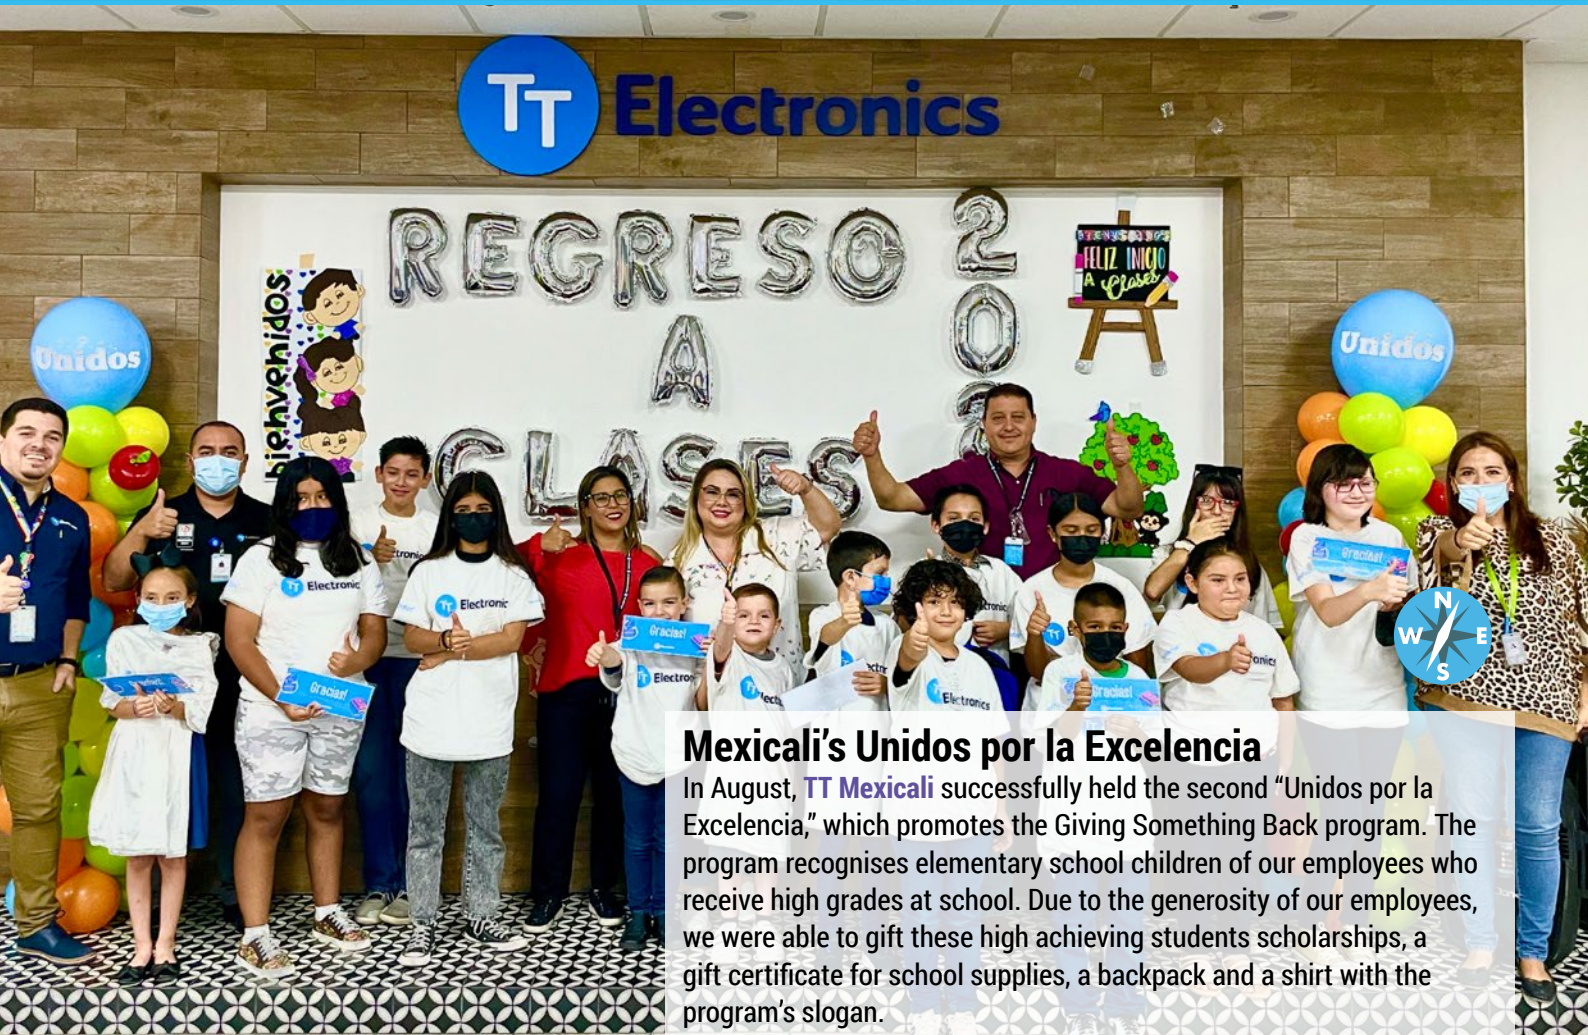 TT Electronics
REGRESO
A
CLASES
202
bienvenidos
BIENVENIDOS
FELIZ INICIO
A Clases
Unidos
Unidos
Electronic
Electronic
Gracias!
Gracias!
Electronics
Gracias!
Gracias!
N
W E
S
Mexicali’s Unidos por la Excelencia
In August, TT Mexicali successfully held the second “Unidos por la
Excelencia,” which promotes the Giving Something Back program. The
program recognises elementary school children of our employees who
receive high grades at school. Due to the generosity of our employees,
we were able to gift these high achieving students scholarships, a
gift certificate for school supplies, a backpack and a shirt with the
program’s slogan.